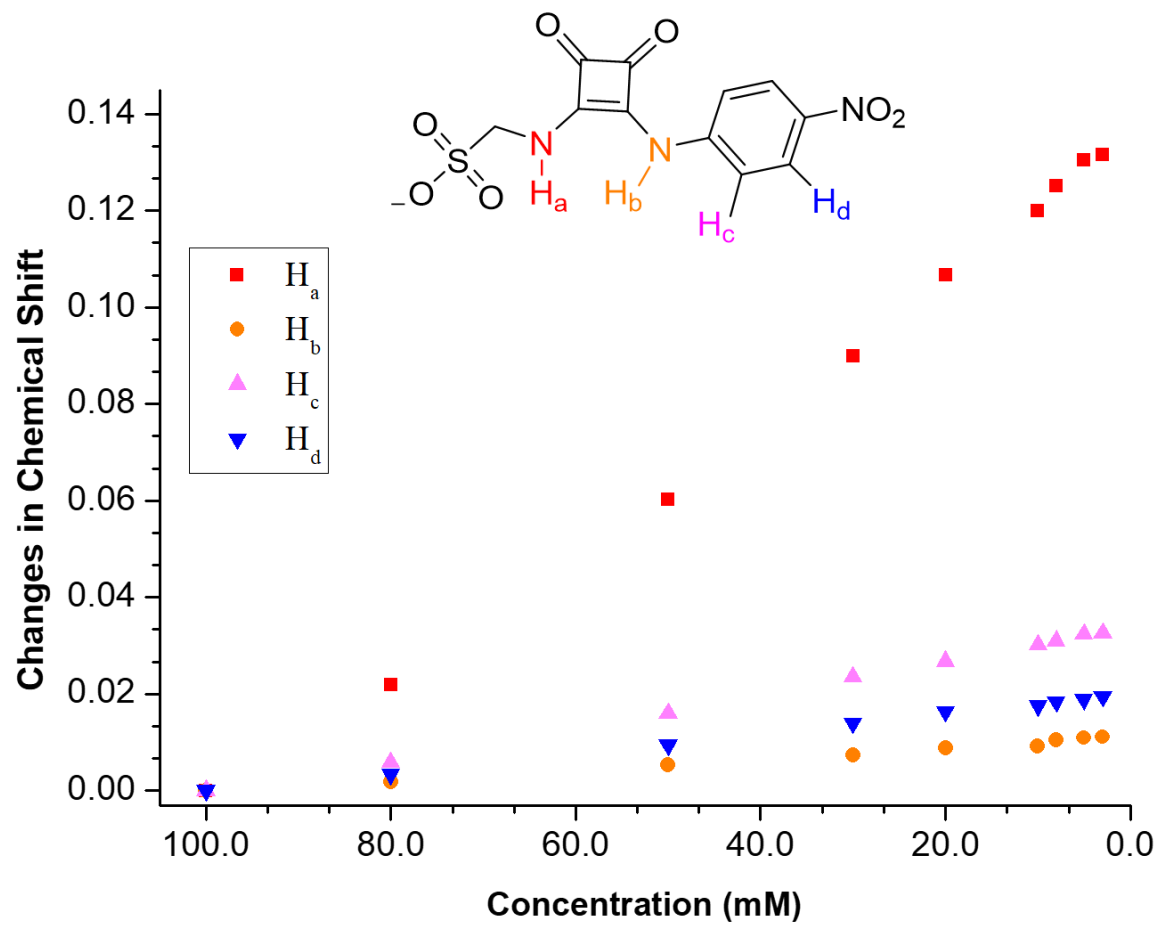 O O
NO2
O
S
−O O
N
Ha
N
Hb
Hc
Hd
Changes in Chemical Shift
0.14
0.12
0.10
0.08
0.06
0.04
0.02
0.00
Ha
Hb
Hc
Hd
100.0 80.0 60.0 40.0 20.0 0.0
Concentration (mM)